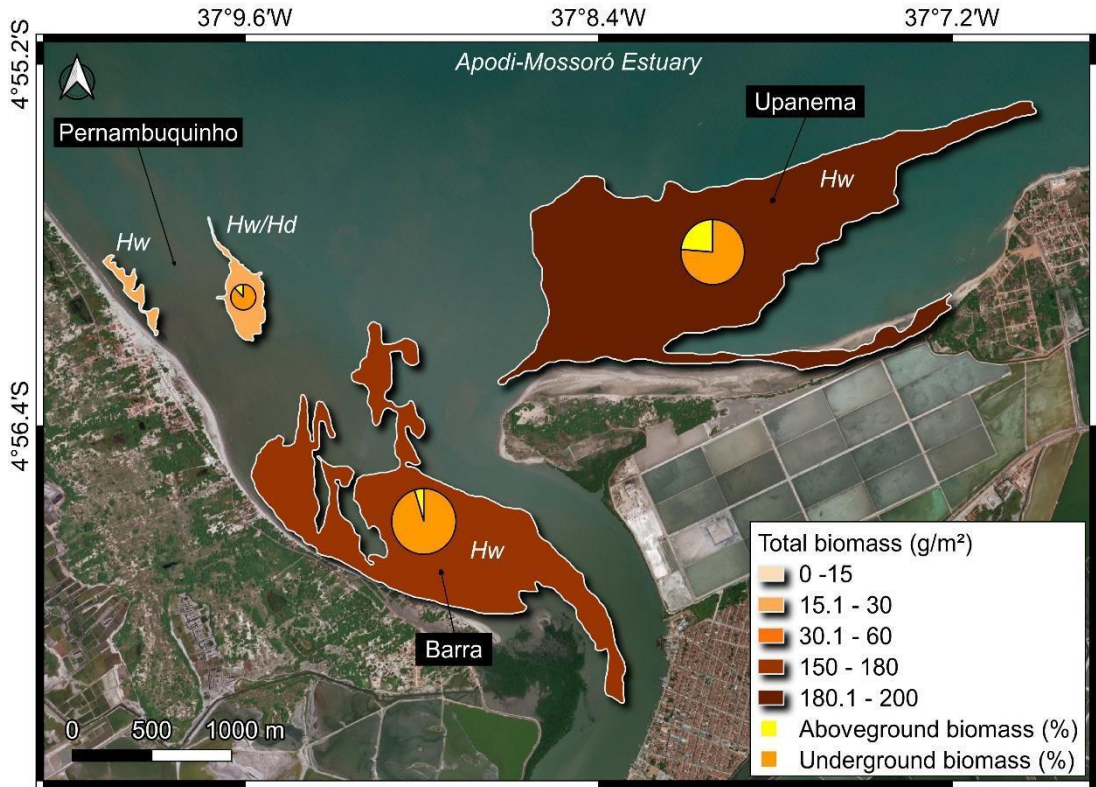 37°9.6'W
37°8.4'W
37°7.2'W
4°55.2'S
4°56.4'S
Apodi-Mossoró Estuary
Upanema
Pernambuquinho
Hw
Hw/Hd
Hw
Hw
Barra
0 500 1000 m
Total biomass (g/m²)
0 -15
15.1 - 30
30.1 - 60
150 - 180
180.1 - 200
Aboveground biomass (%)
Underground biomass (%)